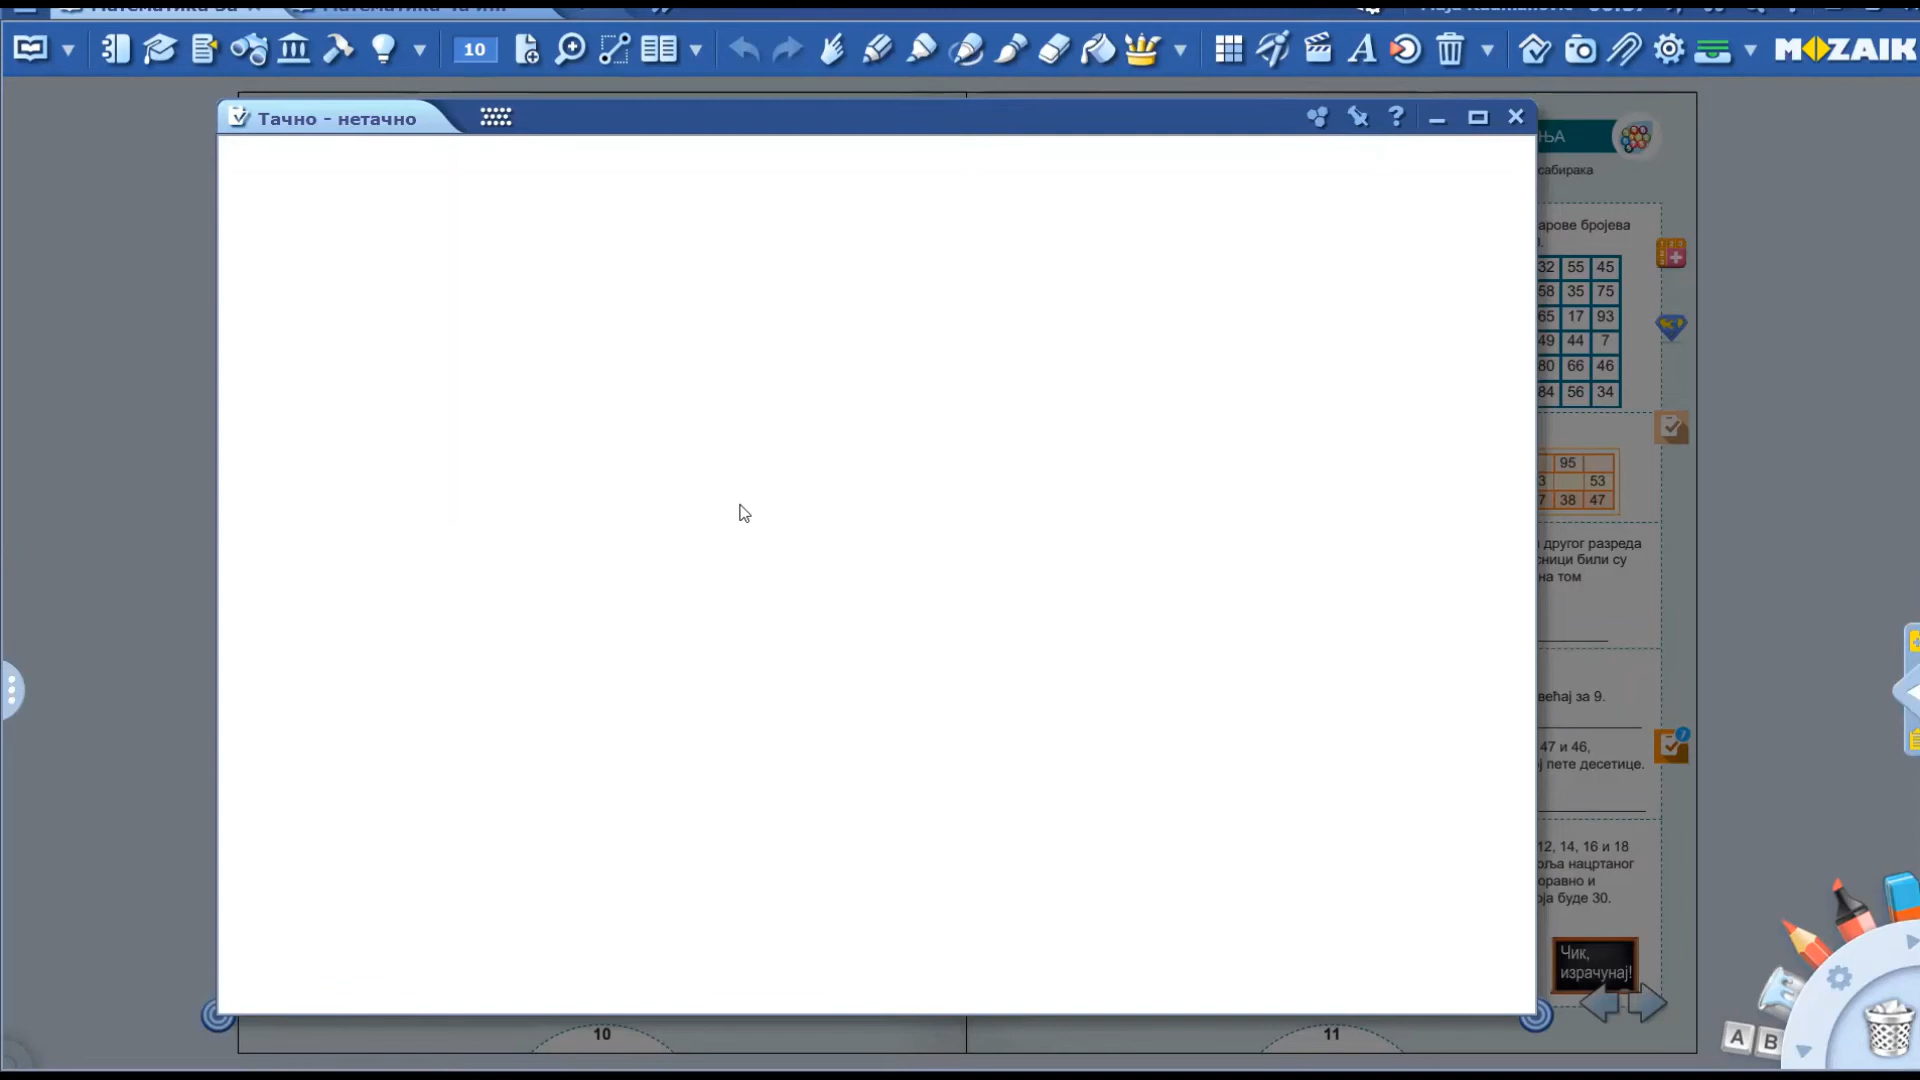 10
MOZAIK
Тачно - нетачно
ЊА
сабирака
арове бројева
32 55 45
58 35 75
65 17 93
49 44 7
80 66 46
84 56 34
95
3 53
7 38 47
другог разреда
сници били су
на том
већај за 9.
47 и 46,
ј пете десетице.
12, 14, 16 и 18
оља нацртаног
оравно и
оја буде 30.
Чик,
израчунај!
10
11
A
B